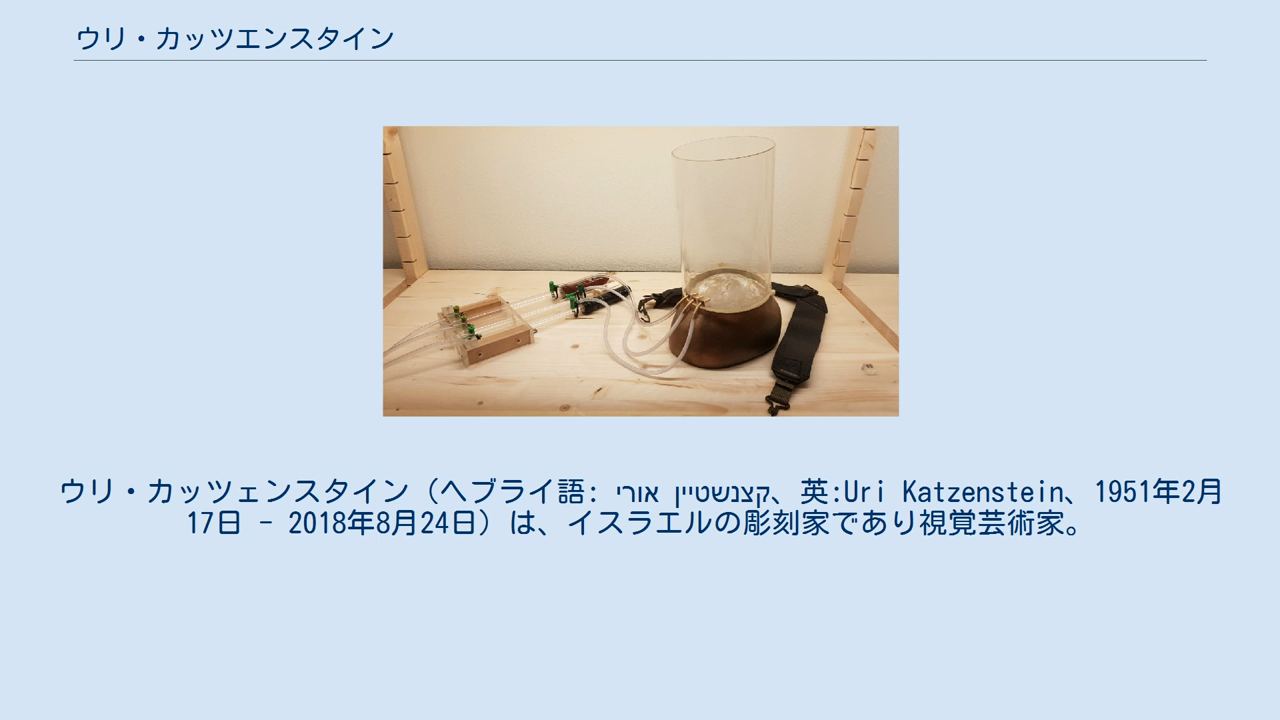 ウリ・カッツエンスタイン
ウリ・カッツェンスタイン（ヘブライ語: אורי קצנשטיין、英:Uri Katzenstein、1951年2月
17日 - 2018年8月24日）は、イスラエルの彫刻家であり視覚芸術家。